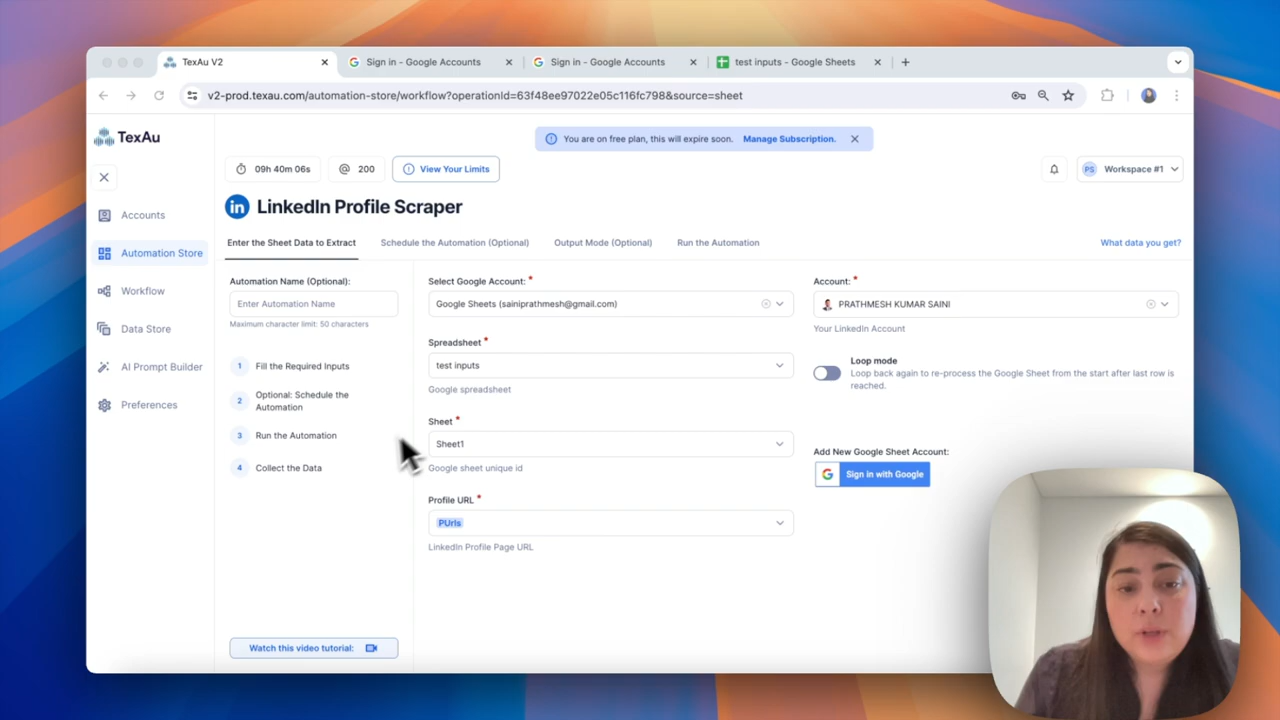 TexAu V2
Sign in - Google Accounts
Sign in - Google Accounts
test inputs - Google Sheets
v2-prod.texau.com/automation-store/workflow?operationId=63f48ee97022e05c116fc798&source=sheet
TexAu
You are on free plan, this will expire soon. Manage Subscription.
09h 40m 06s
200
View Your Limits
PS
Workspace #1
in
LinkedIn Profile Scraper
Accounts
Automation Store
Workflow
Data Store
AI Prompt Builder
Preferences
Enter the Sheet Data to Extract
Schedule the Automation (Optional)
Output Mode (Optional)
Run the Automation
What data you get?
Automation Name (Optional):
Enter Automation Name
Maximum character limit: 50 characters
1 Fill the Required Inputs
2 Optional: Schedule the
Automation
3 Run the Automation
4 Collect the Data
Watch this video tutorial:
Select Google Account: *
Google Sheets (sainiprathmesh@gmail.com)
Spreadsheet *
test inputs
Google spreadsheet
Sheet *
Sheet1
Google sheet unique id
Profile URL *
PUrls
LinkedIn Profile Page URL
Account: *
PRATHMESH KUMAR SAINI
Your LinkedIn Account
Loop mode
Loop back again to re-process the Google Sheet from the start after last row is
reached.
Add New Google Sheet Account:
Sign in with Google